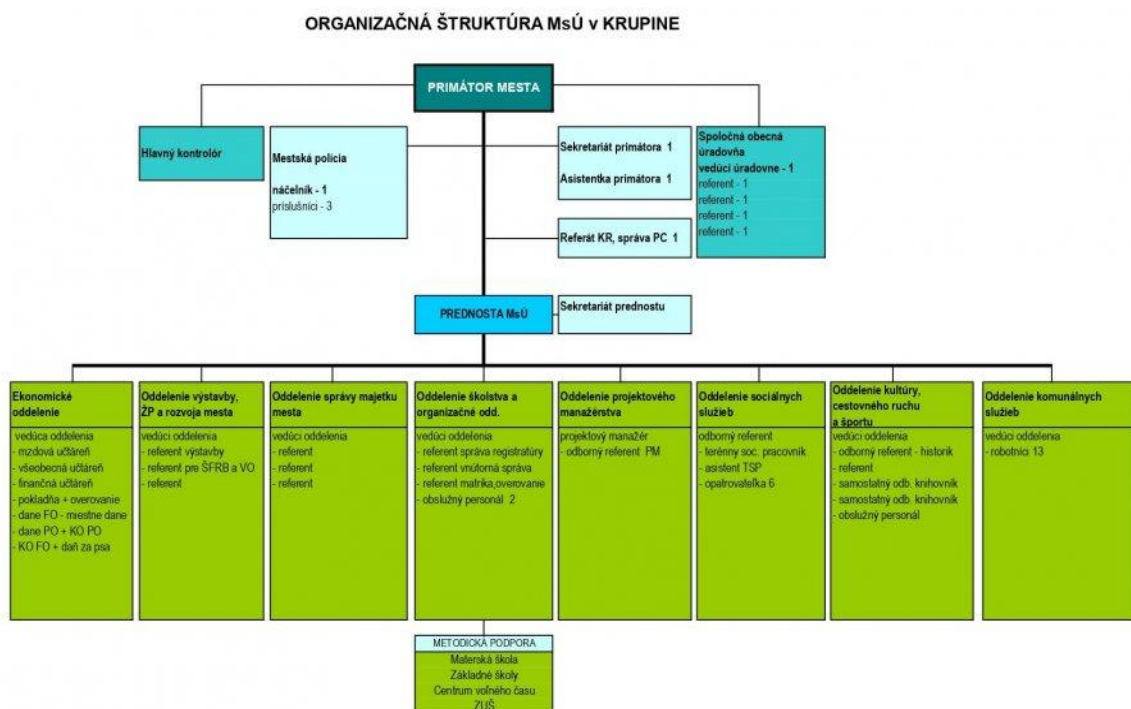 ORGANIZAČNÁ ŠTRUKTÚRA MsÚ v KRUPINE
PRIMÁTOR MESTA
Hlavný kontrolór
Mestská polícia
náčelník - 1
príslušníci - 3
Sekretariát primátora 1
Asistentka primátora 1
Spoločná obecná
úradovňa
vedúci úradovne - 1
referent - 1
referent - 1
referent - 1
referent - 1
Referát KR, správa PC 1
PREDNOSTA MsÚ
Sekretariát prednostu
Ekonomické
oddelenie
vedúca oddelenia
- mzdová učtáreň
- všeobecná učtáreň
- finančná učtáreň
- pokladňa + overovanie
- dane FO - miestne dane
- dane PO + KO PO
- KO FO + daň za psa
Oddelenie výstavby,
ŽP a rozvoja mesta
vedúci oddelenia
- referent výstavby
- referent pre ŠFRB a VO
- referent
Oddelenie správy majetku
mesta
vedúci oddelenia
- referent
- referent
- referent
Oddelenie školstva a
organizačné odd.
vedúci oddelenia
- referent správa registratúry
- referent vnútorná správa
- referent matrika,overovanie
- obslužný personál 2
Oddelenie projektového
manažérstva
projektový manažér
- odborný referent PM
Oddelenie sociálnych
služieb
odborný referent
- terénny soc. pracovník
- asistent TSP
- opatrovateľka 6
Oddelenie kultúry,
cestovného ruchu
a športu
vedúci oddelenia
- odborný referent - historik
- referent
- samostatný odb. knihovník
- samostatný odb. knihovník
- obslužný personál
Oddelenie komunálnych
služieb
vedúci oddelenia
- robotníci 13
METODICKÁ PODPORA
Materská škola
Základné školy
Centrum voľného času
ZUŠ